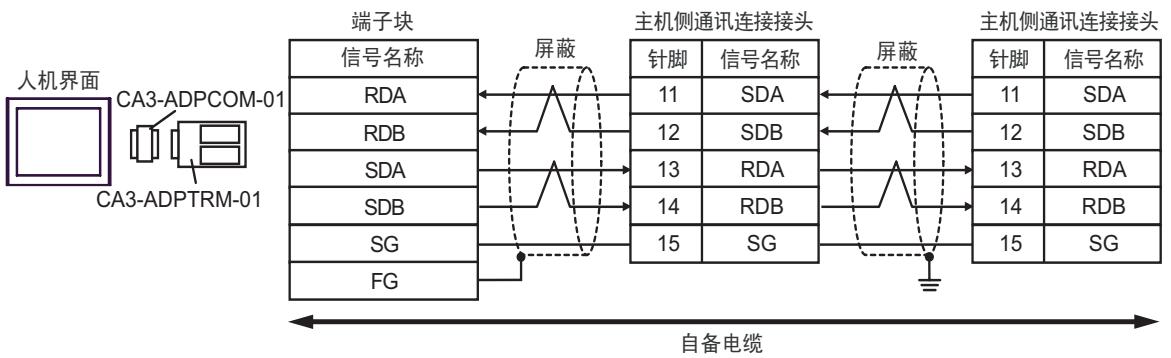 端子块 主机侧通讯连接接头 主机侧通讯连接接头
信号名称 屏蔽 针脚 信号名称 屏蔽 针脚 信号名称
人机界面
CA3-ADPCOM-01
CA3-ADPTRM-01
RDA 11 SDA 11 SDA
RDB 12 SDB 12 SDB
SDA 13 RDA 13 RDA
SDB 14 RDB 14 RDB
SG 15 SG 15 SG
FG
自备电缆